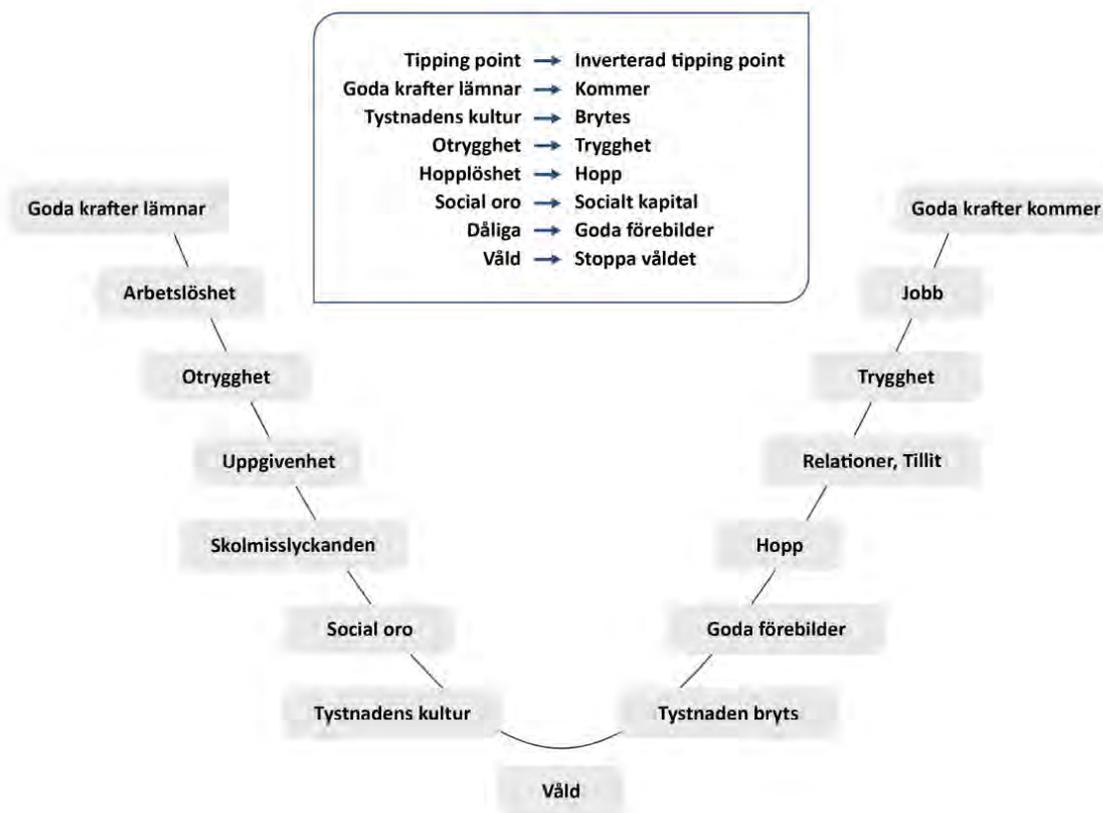 Tipping point → Inverterad tipping point
Goda krafter lämnar → Kommer
Tystnadens kultur → Brytes
Otrygghet → Trygghet
Hopplöshet → Hopp
Social oro → Socialt kapital
Dåliga → Goda förebilder
Våld → Stoppa våldet
Goda krafter lämnar
Arbetslöshet
Otrygghet
Uppgivenhet
Skolmisslyckanden
Social oro
Tystnadens kultur
Våld
Tystnaden bryts
Goda förebilder
Hopp
Relationer, Tillit
Trygghet
Jobb
Goda krafter kommer